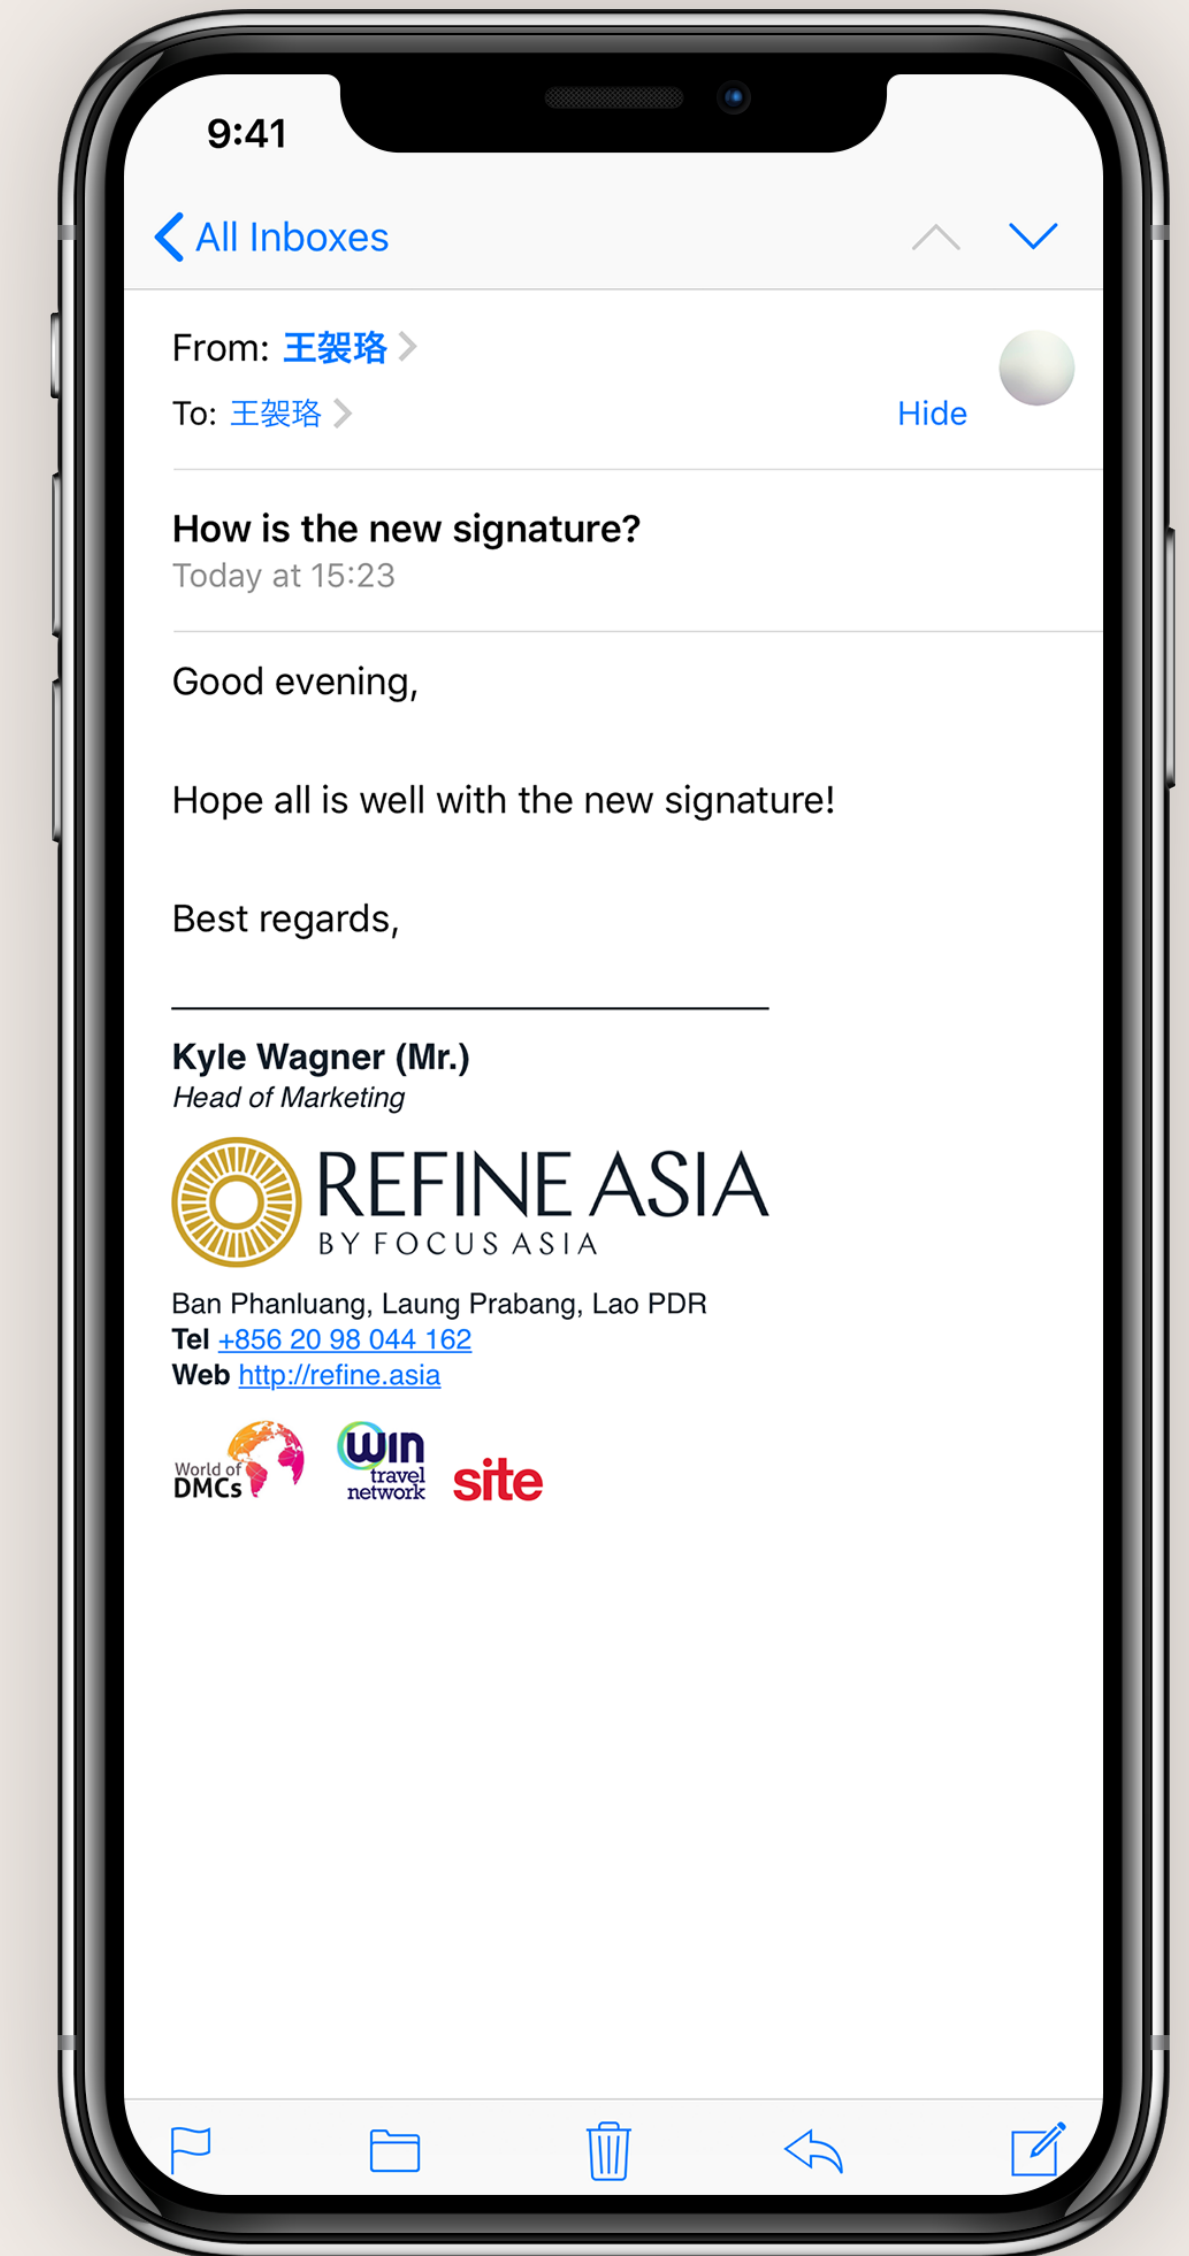 9:41
All Inboxes
From: 王袈珞
To: 王袈珞 Hide
How is the new signature?
Today at 15:23
Good evening,
Hope all is well with the new signature!
Best regards,
Kyle Wagner (Mr.)
Head of Marketing
REFINE ASIA
BY FOCUS ASIA
Ban Phanluang, Laung Prabang, Lao PDR
Tel +856 20 98 044 162
Web http://refine.asia
World of
DMCs
win
travel
network
site